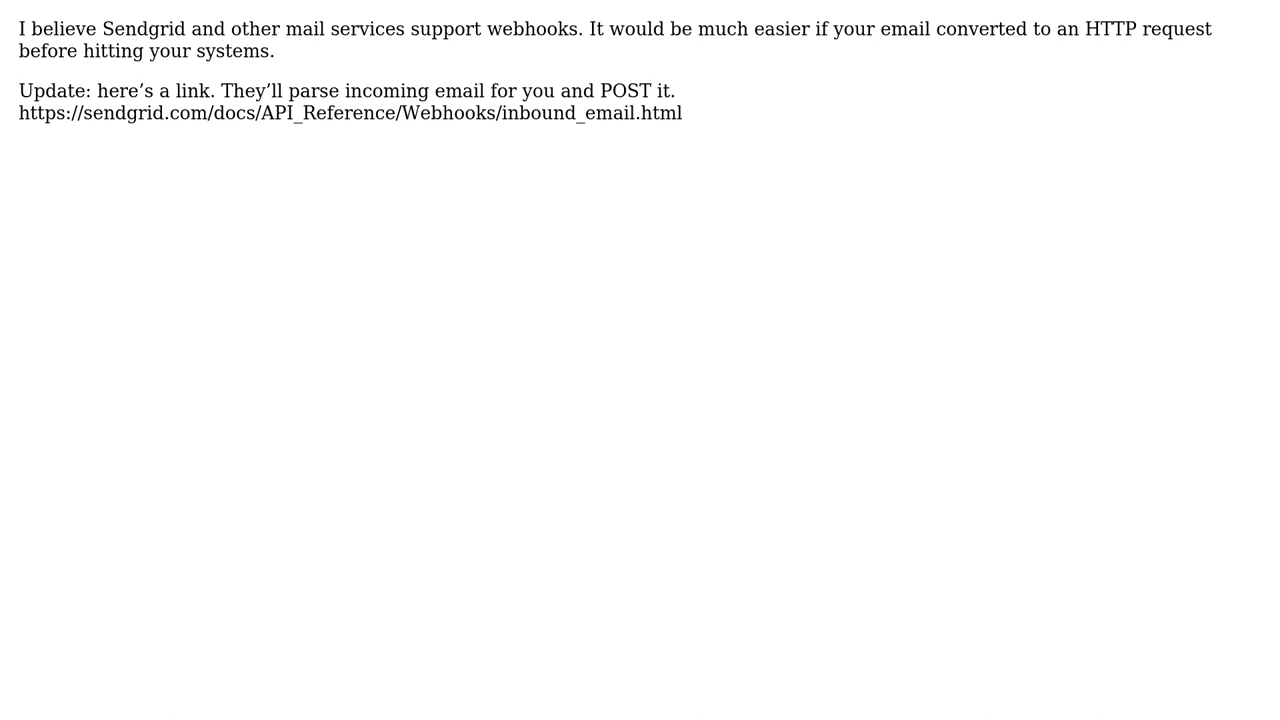 I believe Sendgrid and other mail services support webhooks. It would be much easier if your email converted to an HTTP request
before hitting your systems.
Update: here’s a link. They’ll parse incoming email for you and POST it.
https://sendgrid.com/docs/API_Reference/Webhooks/inbound_email.html